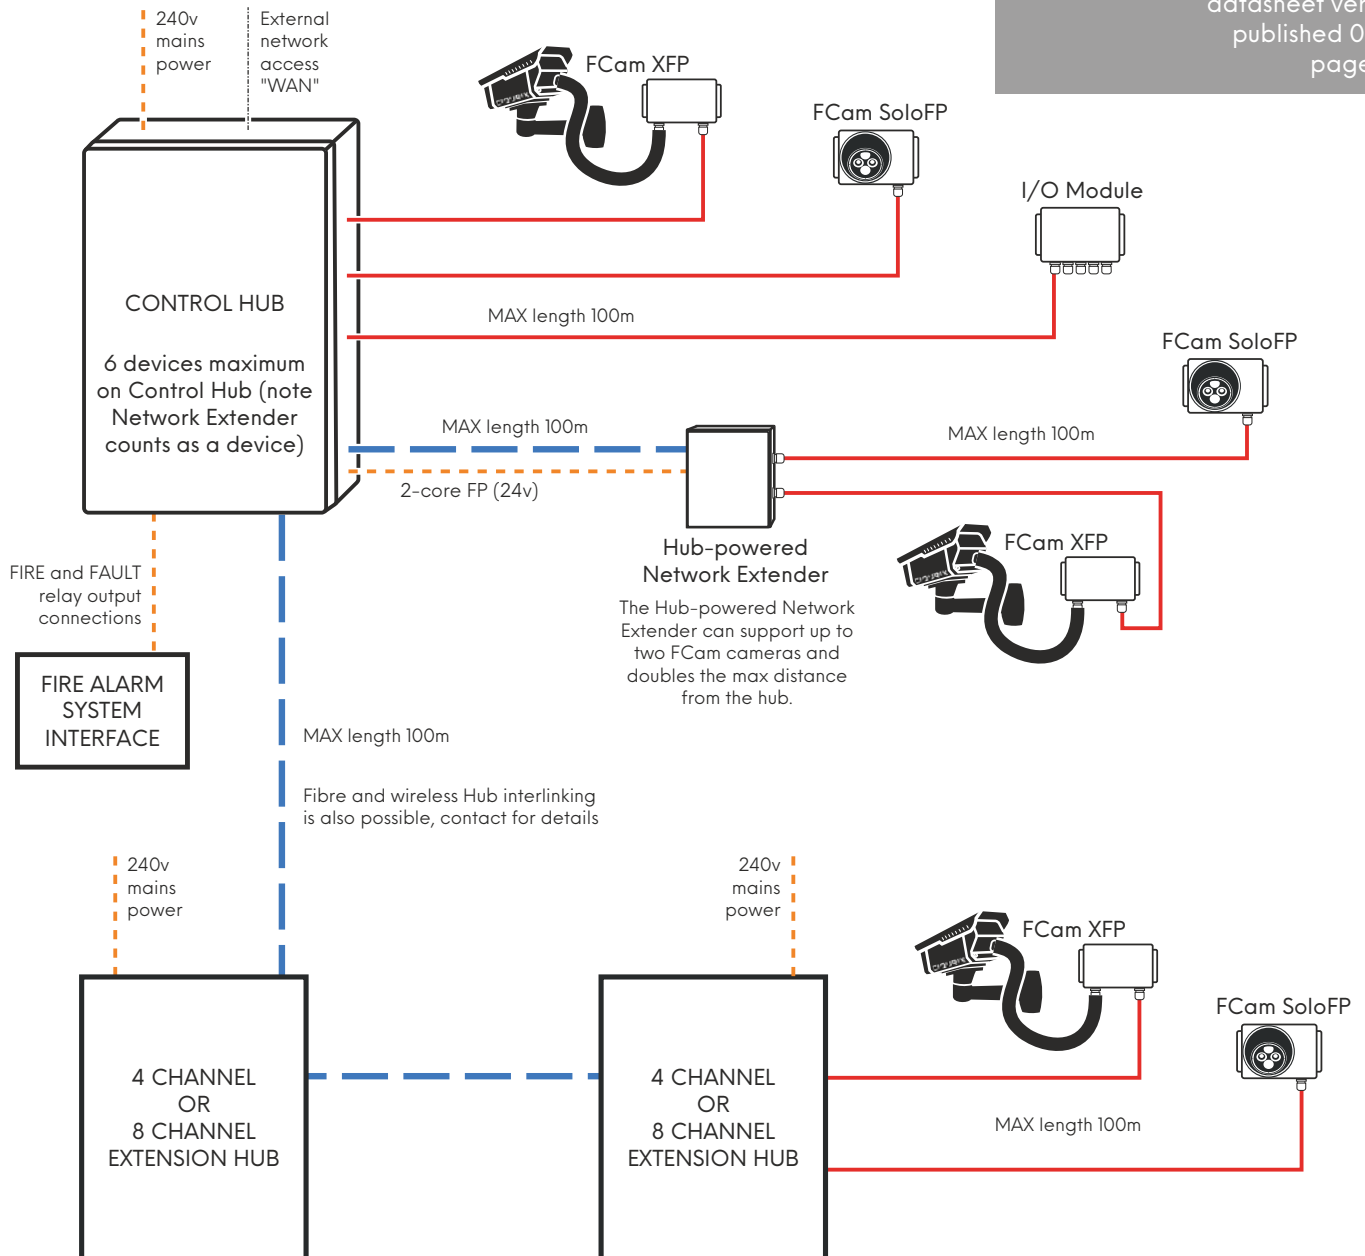 datasheet ver
published 0
page
240v
mains
power
External
network
access
"WAN"
FCam XFP
FCam SoloFP
I/O Module
CONTROL HUB
6 devices maximum
on Control Hub (note
Network Extender
counts as a device)
MAX length 100m
FCam SoloFP
MAX length 100m
MAX length 100m
2-core FP (24v)
Hub-powered
Network Extender
The Hub-powered Network
Extender can support up to
two FCam cameras and
doubles the max distance
from the hub.
FCam XFP
FIRE and FAULT
relay output
connections
FIRE ALARM
SYSTEM
INTERFACE
MAX length 100m
Fibre and wireless Hub interlinking
is also possible, contact for details
240v
mains
power
240v
mains
power
FCam XFP
FCam SoloFP
4 CHANNEL
OR
8 CHANNEL
EXTENSION HUB
4 CHANNEL
OR
8 CHANNEL
EXTENSION HUB
MAX length 100m